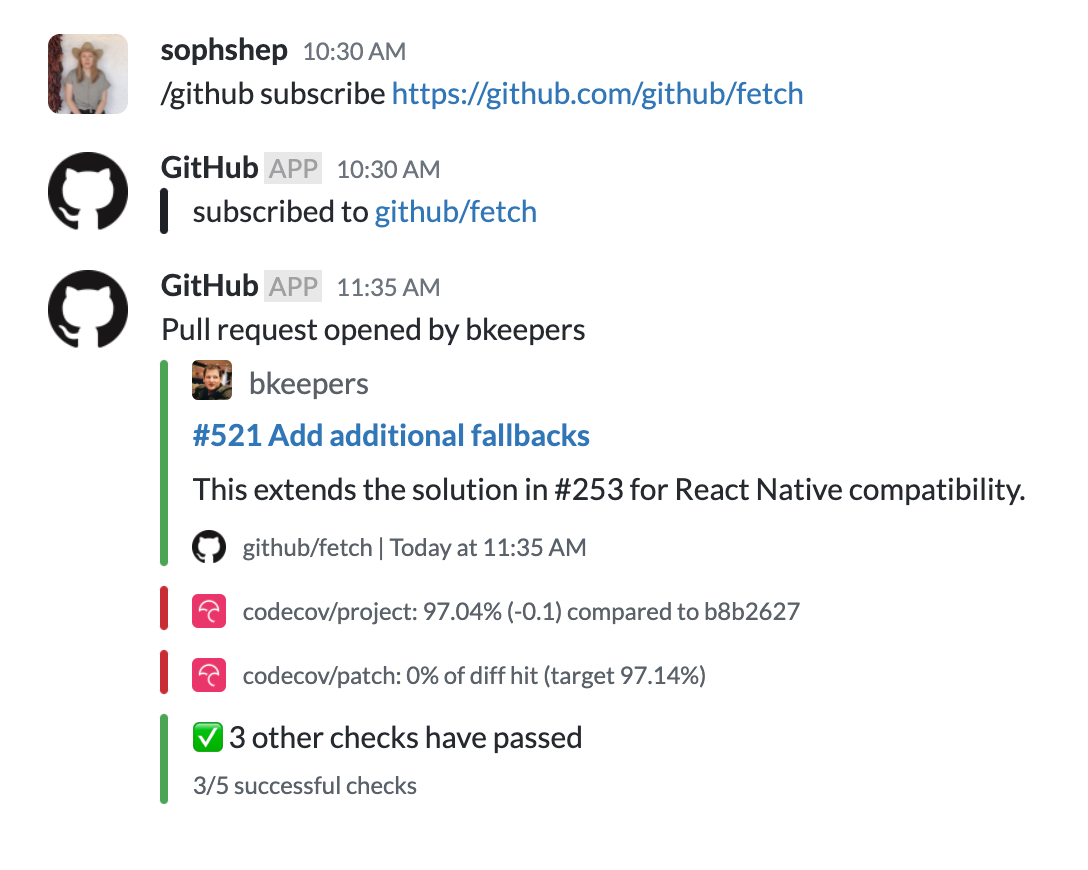 sophshep 10:30 AM
/github subscribe https://github.com/github/fetch
GitHub APP 10:30 AM
subscribed to github/fetch
GitHub APP 11:35 AM
Pull request opened by bkeepers
bkeepers
#521 Add additional fallbacks
This extends the solution in #253 for React Native compatibility.
github/fetch | Today at 11:35 AM
codecov/project: 97.04% (-0.1) compared to b8b2627
codecov/patch: 0% of diff hit (target 97.14%)
✅ 3 other checks have passed
3/5 successful checks